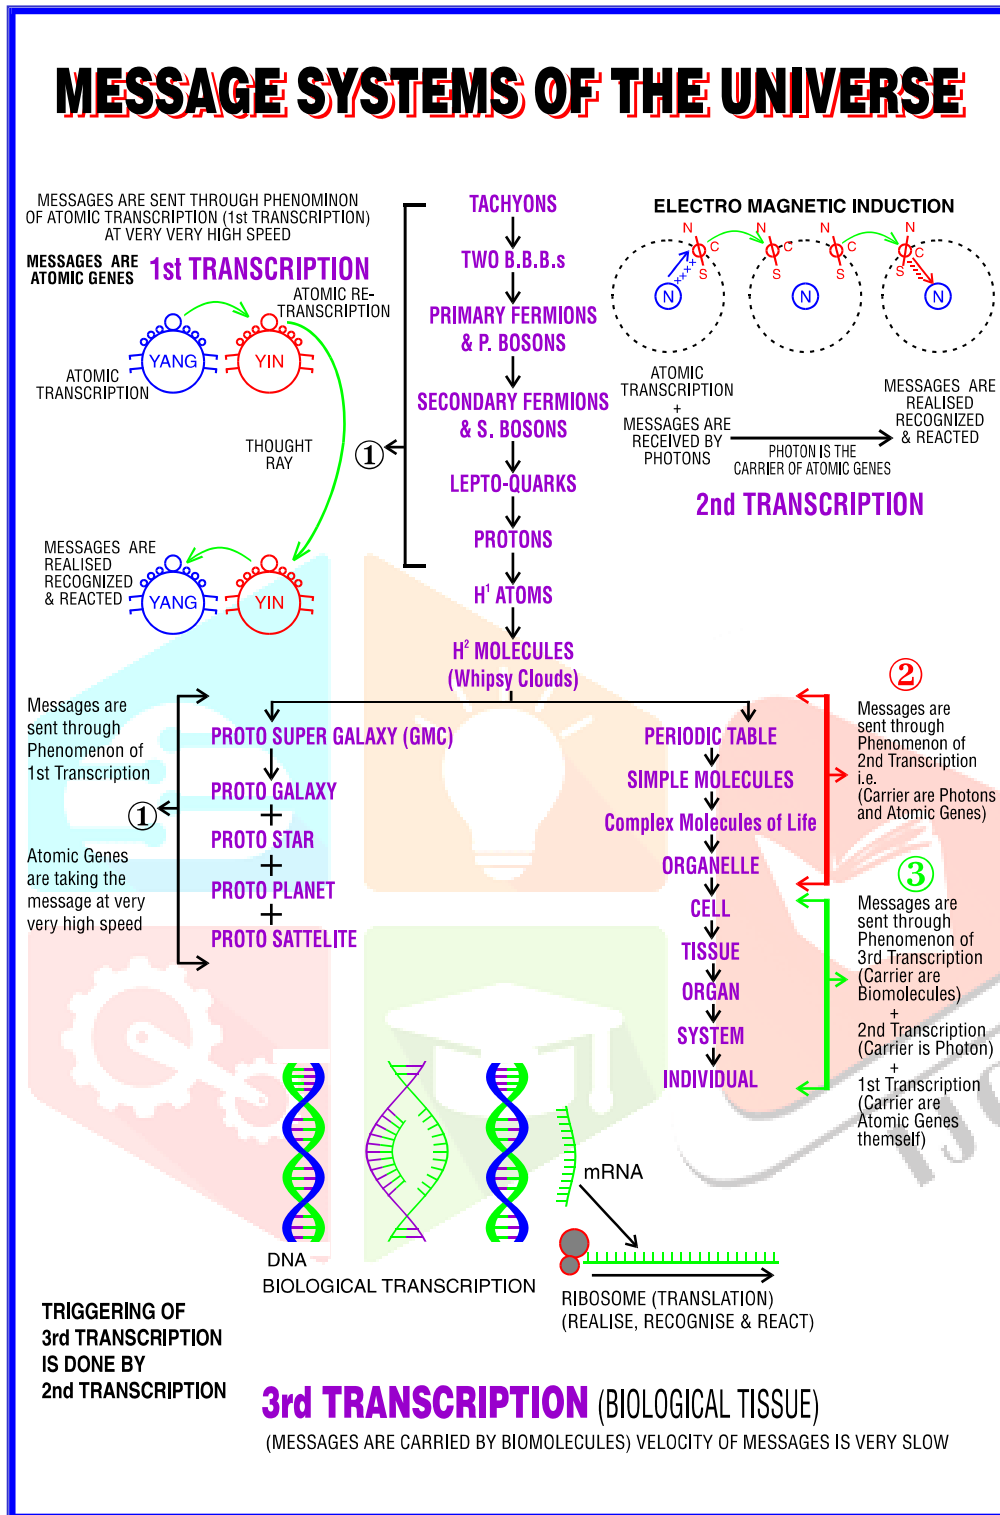 MESSAGE SYSTEMS OF THE UNIVERSE
MESSAGES ARE SENT THROUGH PHENOMINON
OF ATOMIC TRANSCRIPTION (1st TRANSCRIPTION)
AT VERY VERY HIGH SPEED
MESSAGES ARE
ATOMIC GENES
1st TRANSCRIPTION
ATOMIC RE-
TRANSCRIPTION
YANG
YIN
ATOMIC
TRANSCRIPTION
THOUGHT
RAY
MESSAGES ARE
REALISED
RECOGNIZED
& REACTED
YANG
YIN
TACHYONS
TWO B.B.B.s
PRIMARY FERMIONS
& P. BOSONS
SECONDARY FERMIONS
& S. BOSONS
①
LEPTO-QUARKS
PROTONS
H¹ ATOMS
H² MOLECULES
(Whipsy Clouds)
ELECTRO MAGNETIC INDUCTION
N
C
S
N
N
C
N
N
C
N
C
S
N
ATOMIC
TRANSCRIPTION
+
MESSAGES ARE
RECEIVED BY
PHOTONS
PHOTON IS THE
CARRIER OF ATOMIC GENES
MESSAGES ARE
REALISED
RECOGNIZED
& REACTED
2nd TRANSCRIPTION
Messages are
sent through
Phenomenon of
1st Transcription
①
Atomic Genes
are taking the
message at very
very high speed
PROTO SUPER GALAXY (GMC)
PROTO GALAXY
+
PROTO STAR
+
PROTO PLANET
+
PROTO SATTELITE
PERIODIC TABLE
SIMPLE MOLECULES
Complex Molecules of Life
ORGANELLE
CELL
TISSUE
ORGAN
SYSTEM
INDIVIDUAL
②
Messages are
sent through
Phenomenon of
2nd Transcription
i.e.
(Carrier are Photons
and Atomic Genes)
③
Messages are
sent through
Phenomenon of
3rd Transcription
(Carrier are
Biomolecules)
+
2nd Transcription
(Carrier is Photon)
+
1st Transcription
(Carrier are
Atomic Genes
themself)
mRNA
DNA
BIOLOGICAL TRANSCRIPTION
RIBOSOME (TRANSLATION)
(REALISE, RECOGNISE & REACT)
TRIGGERING OF
3rd TRANSCRIPTION
IS DONE BY
2nd TRANSCRIPTION
3rd TRANSCRIPTION (BIOLOGICAL TISSUE)
(MESSAGES ARE CARRIED BY BIOMOLECULES) VELOCITY OF MESSAGES IS VERY SLOW